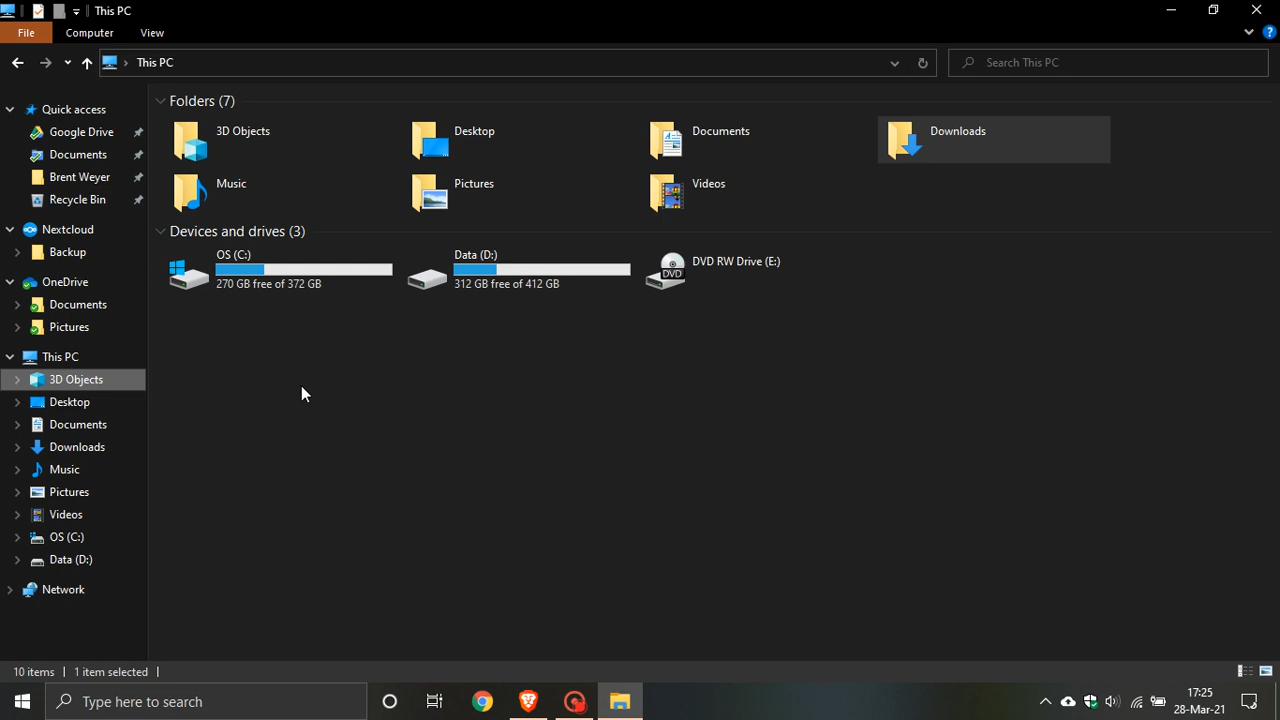 This PC
File Computer View
This PC Search This PC
Folders (7)
3D Objects Desktop Documents Downloads
Music Pictures Videos
Devices and drives (3)
OS (C:) Data (D:) DVD RW Drive (E:)
DVD
270 GB free of 372 GB 312 GB free of 412 GB
Quick access
Google Drive
Documents
Brent Weyer
Recycle Bin
Nextcloud
Backup
OneDrive
Documents
Pictures
This PC
3D Objects
Desktop
Documents
Downloads
Music
Pictures
Videos
OS (C:)
Data (D:)
Network
10 items 1 item selected
Type here to search
17:25
28-Mar-21